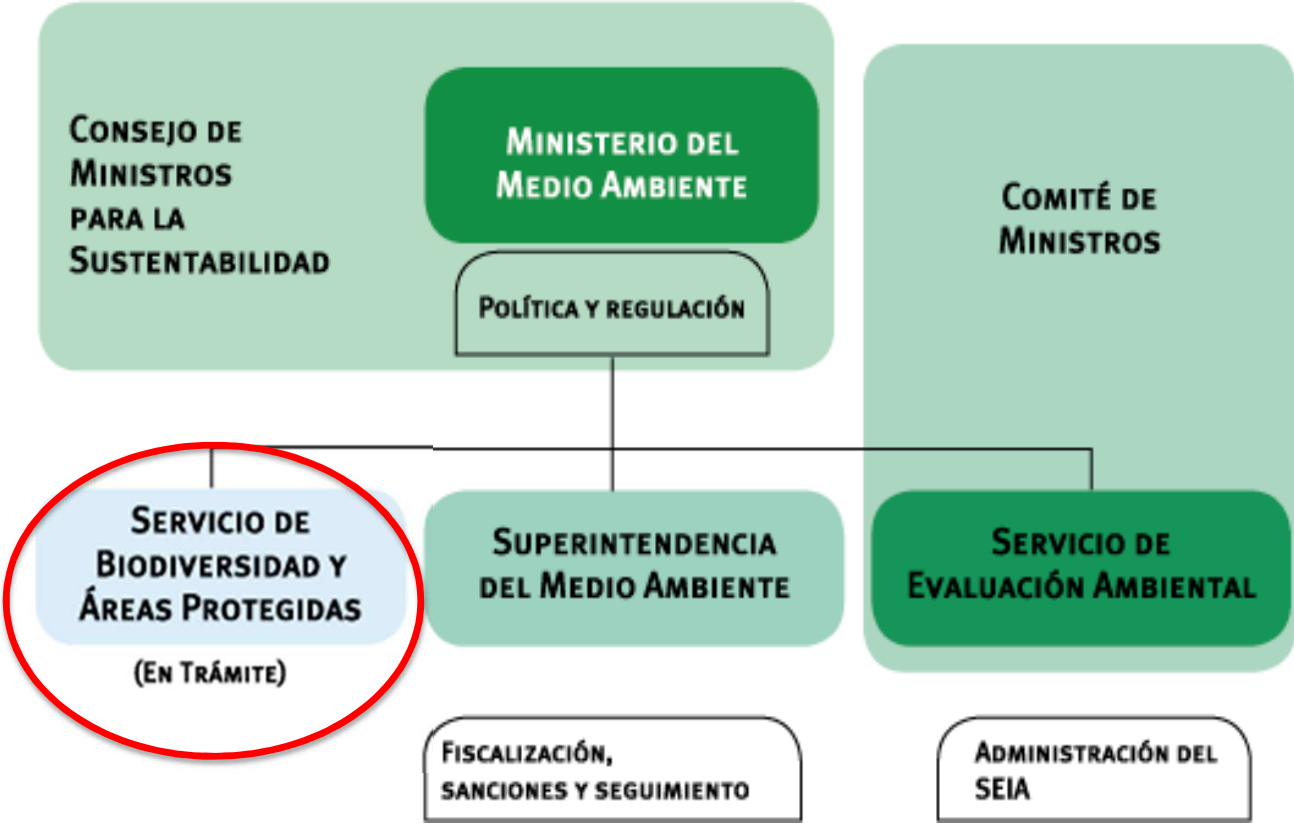 CONSEJO DE
MINISTROS
PARA LA
SUSTENTABILIDAD
MINISTERIO DEL
MEDIO AMBIENTE
POLÍTICA Y REGULACIÓN
COMITÉ DE
MINISTROS
SERVICIO DE
BIODIVERSIDAD Y
ÁREAS PROTEGIDAS
(EN TRÁMITE)
SUPERINTENDENCIA
DEL MEDIO AMBIENTE
SERVICIO DE
EVALUACIÓN AMBIENTAL
FISCALIZACIÓN,
SANCIONES Y SEGUIMIENTO
ADMINISTRACIÓN DEL
SEIA